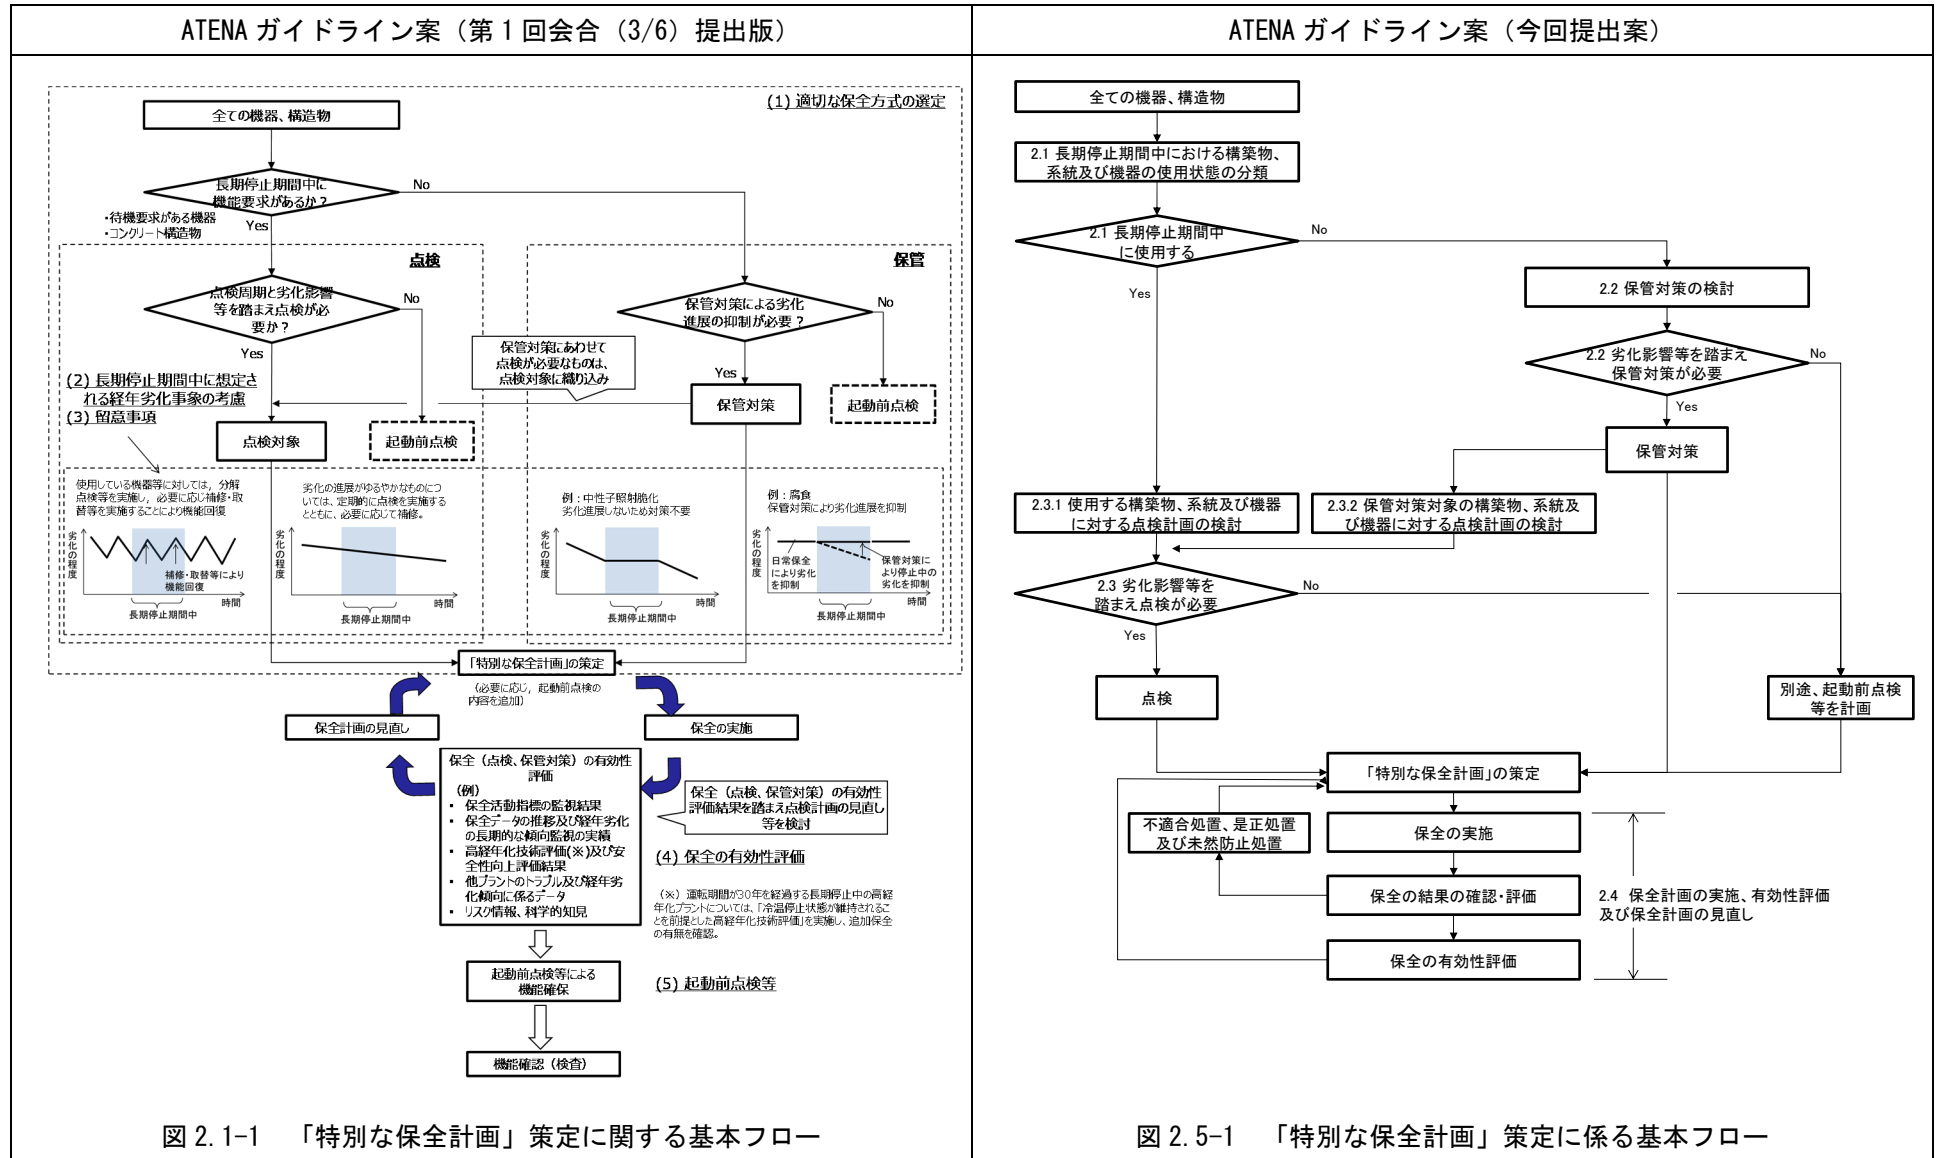 ATENA ガイドライン案（第 1 回会合（3/6）提出版）
(1) 適切な保全方式の選定
全ての機器、構造物
長期停止期間中に
機能要求があるか？
No
Yes
・待機要求がある機器
・コンクリート構造物
点検
保管
点検周期と劣化影響
等を踏まえ点検が必
要か？
No
Yes
保管対策による劣化
進展の抑制が必要？
No
Yes
保管対策にあわせて
点検が必要なものは、
点検対象に織り込み
(2) 長期停止期間中に想定さ
れる経年劣化事象の考慮
(3) 留意事項
点検対象
起動前点検
保管対策
起動前点検
使用している機器等に対しては，分解
点検等を実施し，必要に応じ補修・取
替等を実施することにより機能回復
劣化の程度
補修・取替等により
機能回復
時間
長期停止期間中
劣化の進展がゆるやかなものにつ
いては、定期的に点検を実施する
とともに、必要に応じて補修。
劣化の程度
時間
長期停止期間中
例：中性子照射脆化
劣化進展しないため対策不要
劣化の程度
時間
長期停止期間中
例：腐食
保管対策により劣化進展を抑制
劣化の程度
日常保全
により劣化
を抑制
保管対策に
より停止中の
劣化を抑制
時間
長期停止期間中
「特別な保全計画」の策定
（必要に応じ，起動前点検の
内容を追加）
保全計画の見直し
保全の実施
保全（点検、保管対策）の有効性
評価
（例）
▪ 保全活動指標の監視結果
▪ 保全データの推移及び経年劣化
の長期的な傾向監視の実績
▪ 高経年化技術評価(※)及び安
全性向上評価結果
▪ 他プラントのトラブル及び経年劣
化傾向に係るデータ
▪ リスク情報、科学的知見
保全（点検、保管対策）の有効性
評価結果を踏まえ点検計画の見直し
等を検討
(4) 保全の有効性評価
（※）運転期間が30年を経過する長期停止中の高経
年化プラントについては、「冷温停止状態が維持されるこ
とを前提とした高経年化技術評価」を実施し、追加保全
の有無を確認。
起動前点検等による
機能確保
(5) 起動前点検等
機能確認（検査）
図 2.1-1　「特別な保全計画」策定に関する基本フロー
ATENA ガイドライン案（今回提出案）
全ての機器、構造物
2.1 長期停止期間中における構築物、
系統及び機器の使用状態の分類
2.1 長期停止期間中
に使用する
No
Yes
2.2 保管対策の検討
2.2 劣化影響等を踏まえ
保管対策が必要
No
Yes
保管対策
2.3.1 使用する構築物、系統及び機器
に対する点検計画の検討
2.3.2 保管対策対象の構築物、系統及
び機器に対する点検計画の検討
2.3 劣化影響等を
踏まえ点検が必要
No
Yes
点検
別途、起動前点検
等を計画
「特別な保全計画」の策定
不適合処置、是正処置
及び未然防止処置
保全の実施
保全の結果の確認・評価
保全の有効性評価
2.4 保全計画の実施、有効性評価
及び保全計画の見直し
図 2.5-1　「特別な保全計画」策定に係る基本フロー